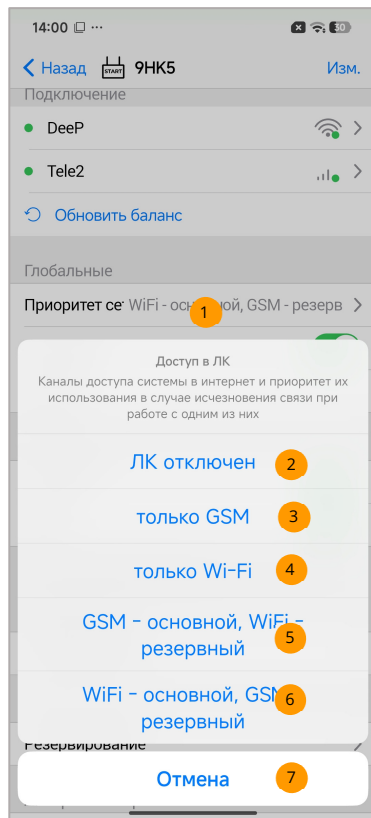 14:00 ...
30
Назад START 9НК5 Изм.
Подключение
DeeP
Tele2
Обновить баланс
Глобальные
Приоритет се WiFi - ой, GSM - резерв
1
Доступ в ЛК
Каналы доступа системы в интернет и приоритет их
использования в случае исчезновения связи при
работе с одним из них
ЛК отключен 2
только GSM 3
только Wi-Fi 4
GSM - основной, WiFi -
резервный 5
WiFi - основной, GSM 6
резервный
Резервирование
Отмена 7